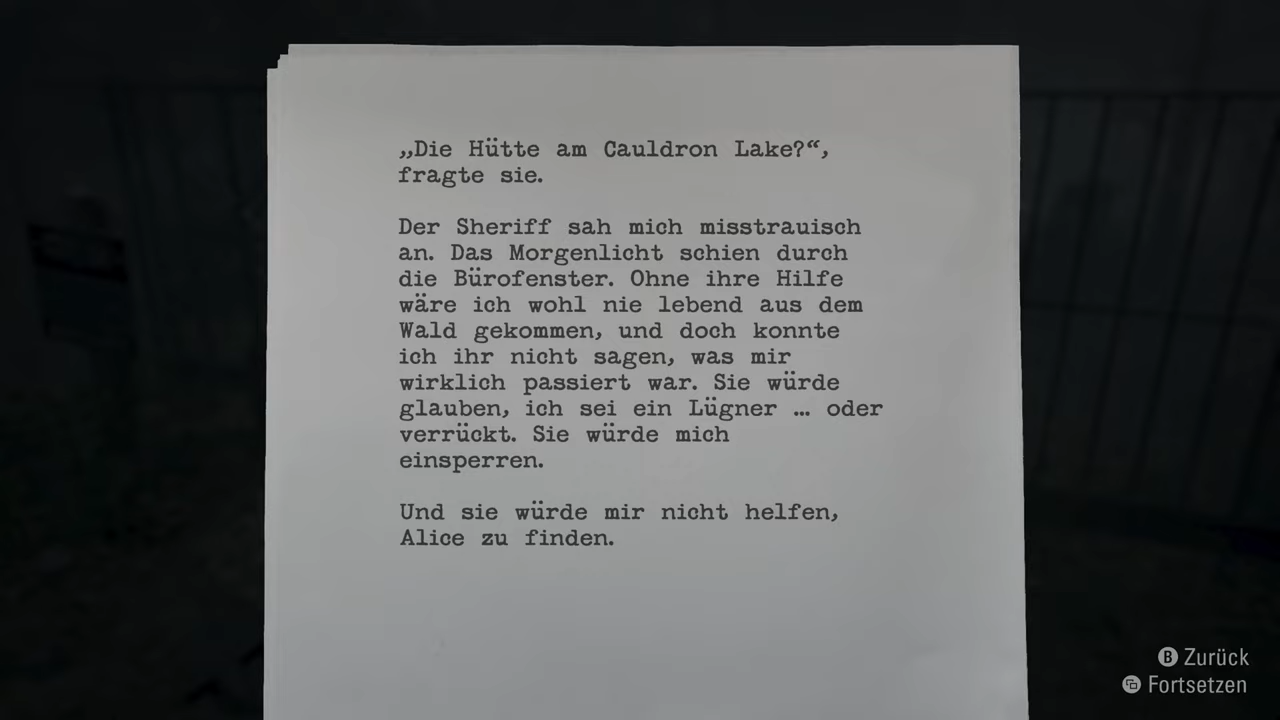 „Die Hütte am Cauldron Lake?“,
fragte sie.
Der Sheriff sah mich misstrauisch
an. Das Morgenlicht schien durch
die Bürofenster. Ohne ihre Hilfe
wäre ich wohl nie lebend aus dem
Wald gekommen, und doch konnte
ich ihr nicht sagen, was mir
wirklich passiert war. Sie würde
glauben, ich sei ein Lügner … oder
verrückt. Sie würde mich
einsperren.
Und sie würde mir nicht helfen,
Alice zu finden.
B Zurück
Fortsetzen